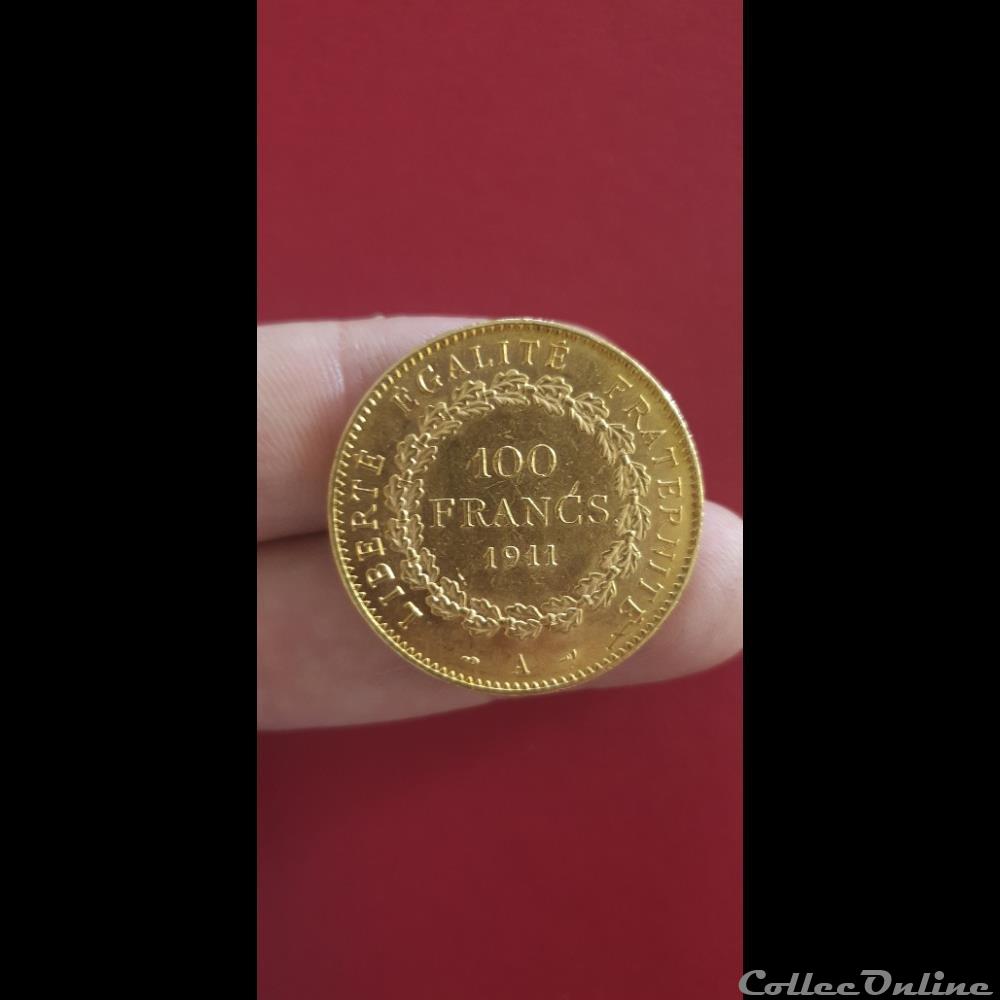 LIBERTÉ ÉGALITÉ FRATERNITÉ
100
FRANCS
1911
A
CollecOnline